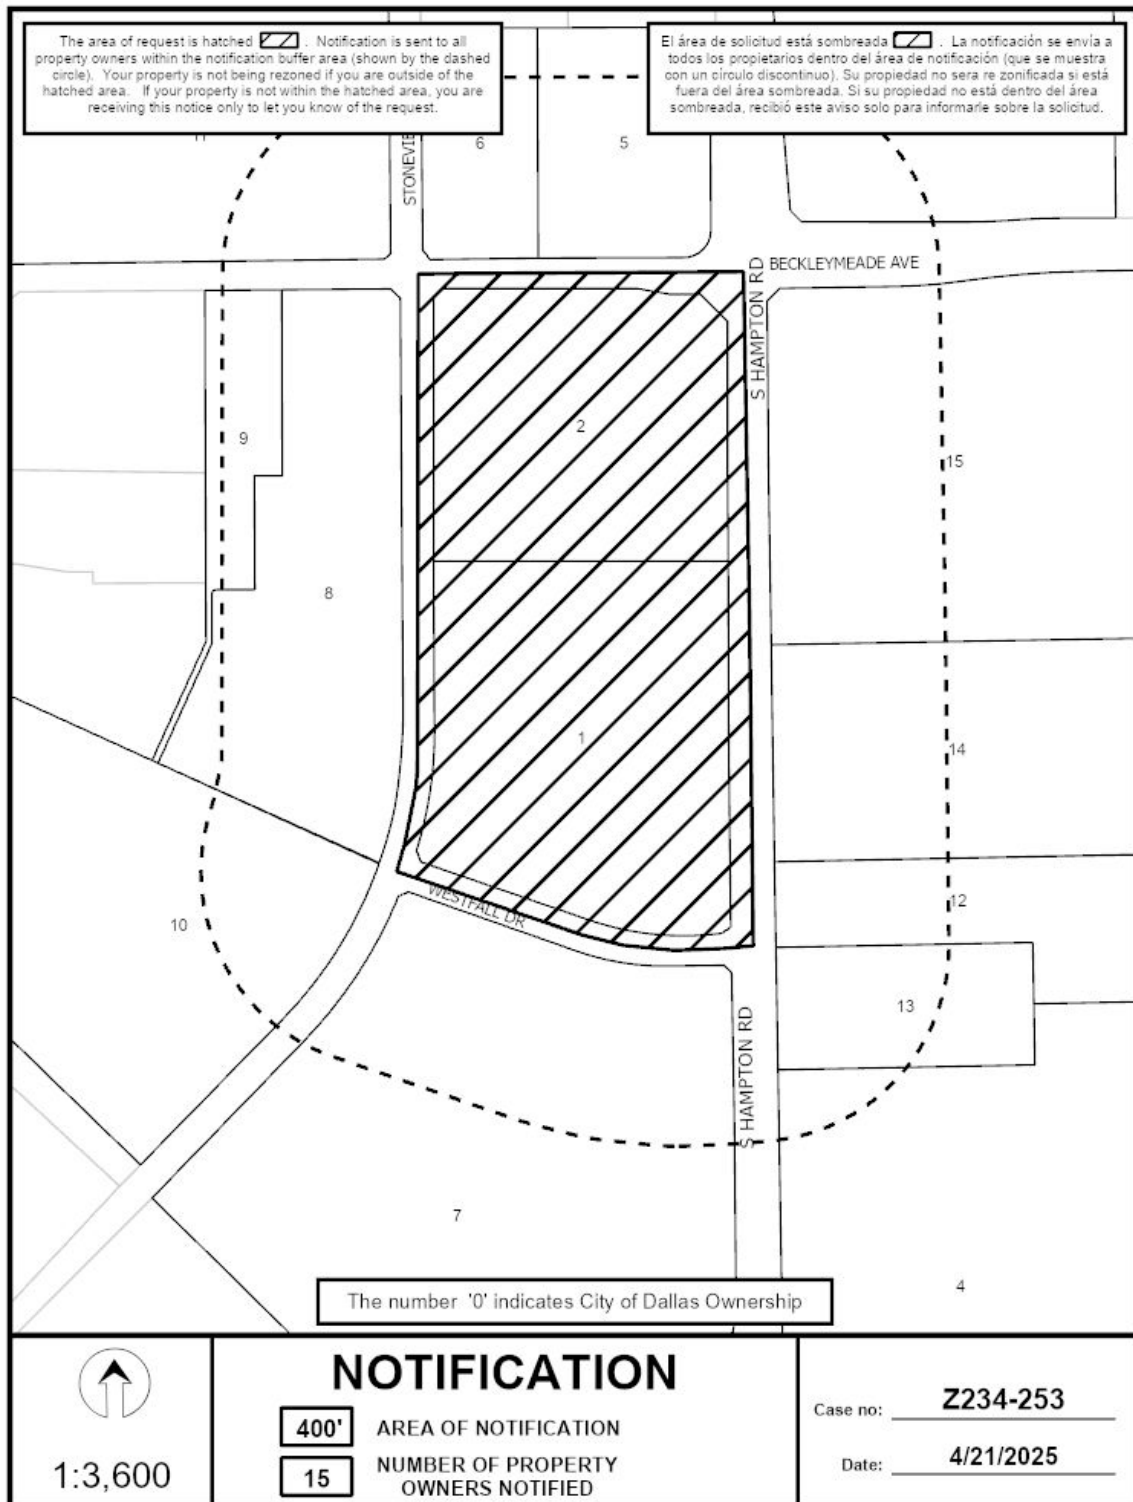 The area of request is hatched . Notification is sent to all
property owners within the notification buffer area (shown by the dashed
circle). Your property is not being rezoned if you are outside of the
hatched area. If your property is not within the hatched area, you are
receiving this notice only to let you know of the request.
El área de solicitud está sombreada . La notificación se envía a
todos los propietarios dentro del área de notificación (que se muestra
con un círculo discontinuo). Su propiedad no sera re zonificada si está
fuera del área sombreada. Si su propiedad no está dentro del área
sombreada, recibió este aviso solo para informarle sobre la solicitud.
6
5
BECKLEYMEADE AVE
S HAMPTON RD
2
9
15
8
1
14
WESTFALL DR
12
10
13
S HAMPTON RD
7
4
The number '0' indicates City of Dallas Ownership
1:3,600
NOTIFICATION
400' AREA OF NOTIFICATION
15 NUMBER OF PROPERTY
OWNERS NOTIFIED
Case no: Z234-253
Date: 4/21/2025